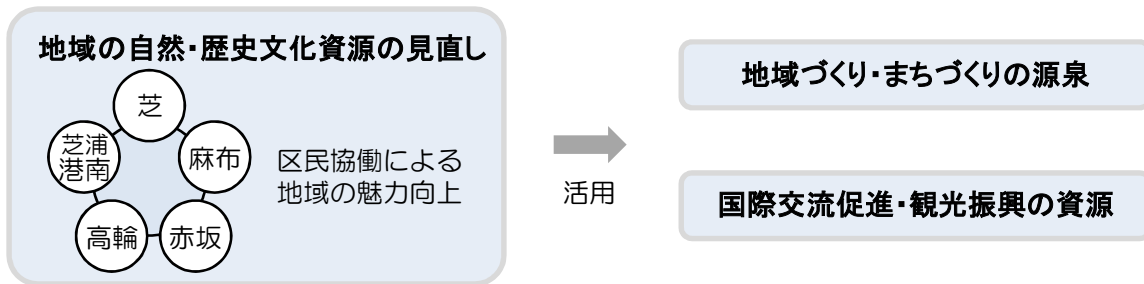 地域の自然・歴史文化資源の見直し
芝
芝浦
港南
麻布
高輪
赤坂
区民協働による
地域の魅力向上
活用
地域づくり・まちづくりの源泉
国際交流促進・観光振興の資源